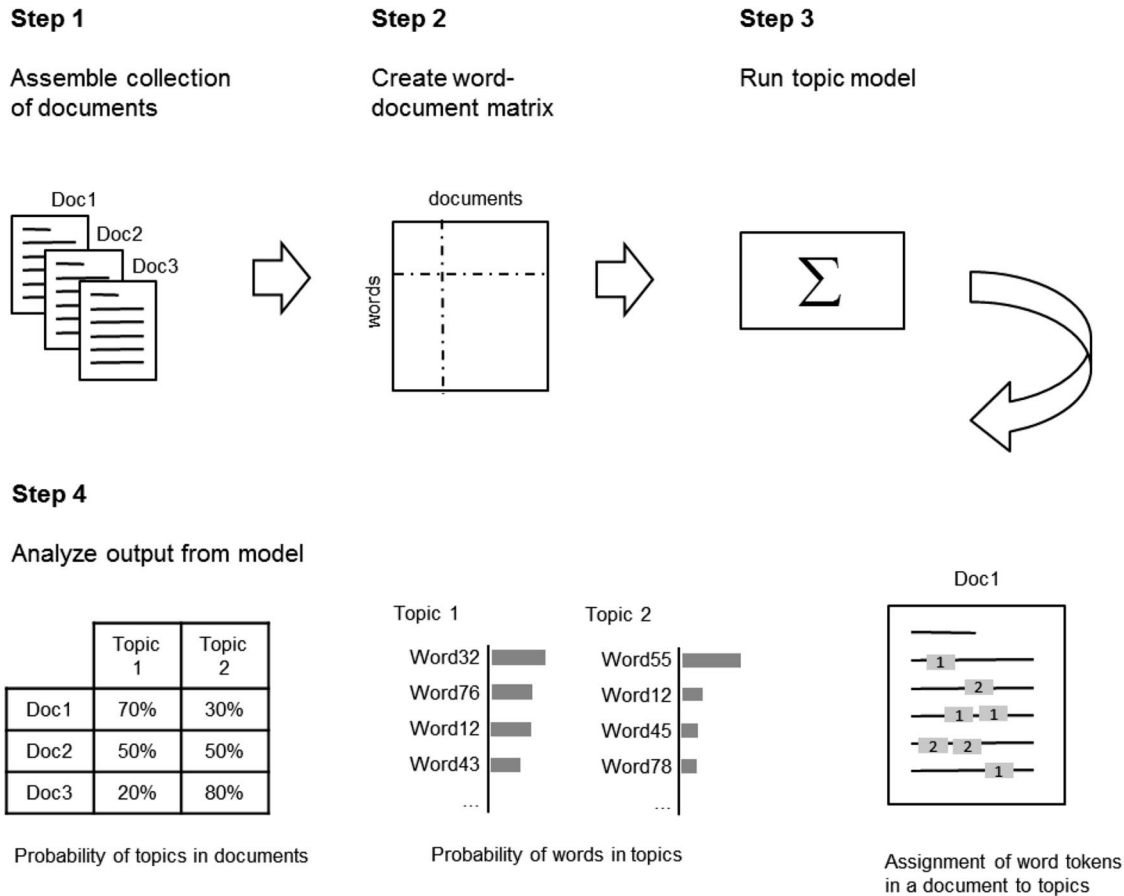 Step 1
Assemble collection
of documents
Doc1
Doc2
Doc3
Step 2
Create word-
document matrix
documents
words
Step 3
Run topic model
Σ
Step 4
Analyze output from model
Topic 1 Topic 2
Doc1 70% 30%
Doc2 50% 50%
Doc3 20% 80%
Probability of topics in documents
Topic 1
Word32
Word76
Word12
Word43
...
Topic 2
Word55
Word12
Word45
Word78
...
Probability of words in topics
Doc1
1
2
1 1
2 2
1
Assignment of word tokens
in a document to topics